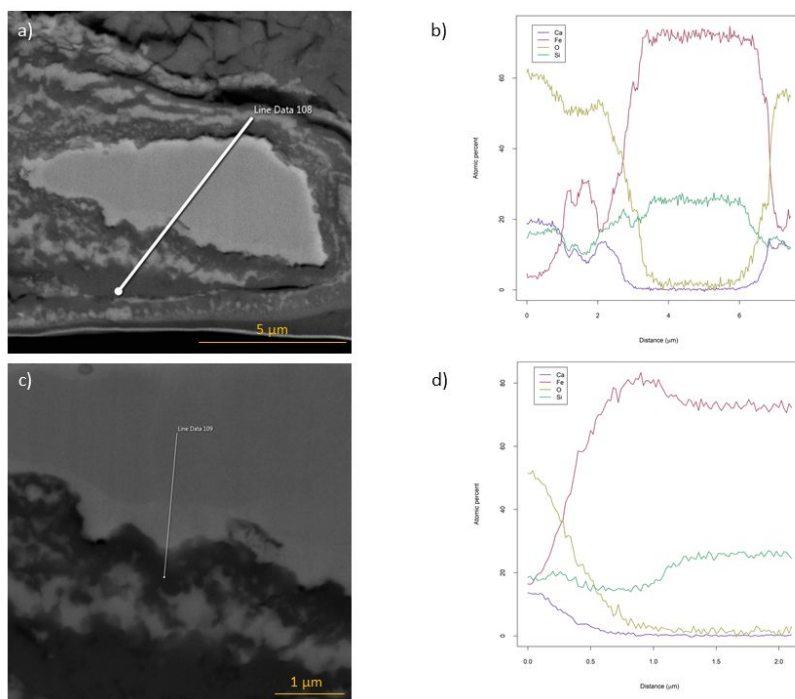 a)
Line Data 108
5 µm
b)
Ca
Fe
O
Si
60
40
20
0
Atomic percent
0
2
4
6
Distance (µm)
c)
Line Data 109
1 µm
d)
Ca
Fe
O
Si
80
60
40
20
0
Atomic percent
0.0
0.5
1.0
1.5
2.0
Distance (µm)